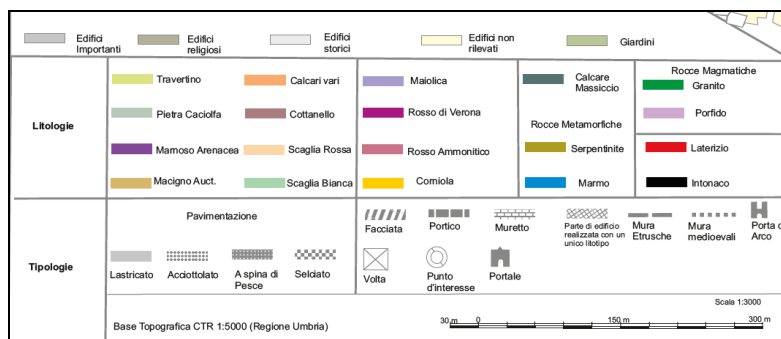 Edifici
Importanti
Edifici
religiosi
Edifici
storici
Edifici non
rilevati
Giardini
Litologie
Travertino
Calcari vari
Maiolica
Calcare
Massiccio
Rocce Magmatiche
Granito
Pietra Caciolfa
Cottanello
Rosso di Verona
Rocce Metamorfiche
Porfido
Marnoso Arenacea
Scaglia Rossa
Rosso Ammonitico
Serpentinite
Laterizio
Macigno Auct.
Scaglia Bianca
Corniola
Marmo
Intonaco
Tipologie
Pavimentazione
Lastricato
Acciottolato
A spina di
Pesce
Selciato
Facciata
Portico
Muretto
Parte di edificio
realizzata con un
unico litotipo
Mura
Etrusche
Mura
medioevali
Porta o
Arco
Volta
Punto
d'interesse
Portale
Scala 1:3000
Base Topografica CTR 1:5000 (Regione Umbria)
30 m 0 150 m 300 m